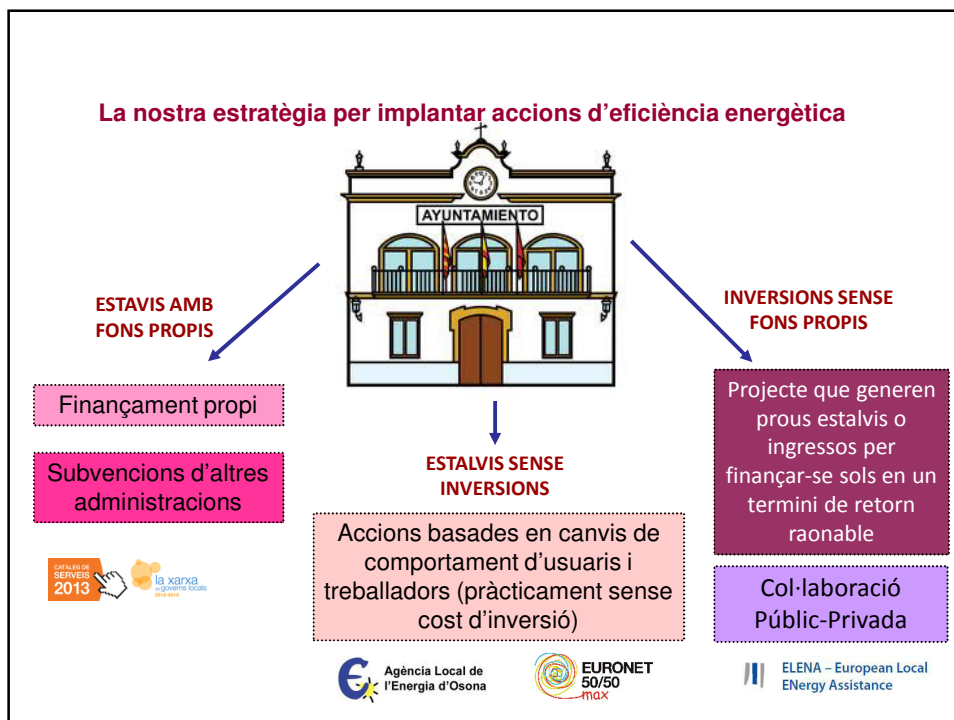 La nostra estratègia per implantar accions d'eficiència energètica
AYUNTAMIENTO
ESTAVIS AMB
FONS PROPIS
Finançament propi
Subvencions d'altres
administracions
CATÀLEG DE
SERVEIS
2013
la xarxa
de governs locals
2012-2015
ESTALVIS SENSE
INVERSIONS
Accions basades en canvis de
comportament d'usuaris i
treballadors (pràcticament sense
cost d'inversió)
Agència Local de
l'Energia d'Osona
EURONET
50/50
max
INVERSIONS SENSE
FONS PROPIS
Projecte que generen
prous estalvis o
ingressos per
finançar-se sols en un
termini de retorn
raonable
Col·laboració
Públic-Privada
ELENA – European Local
ENergy Assistance